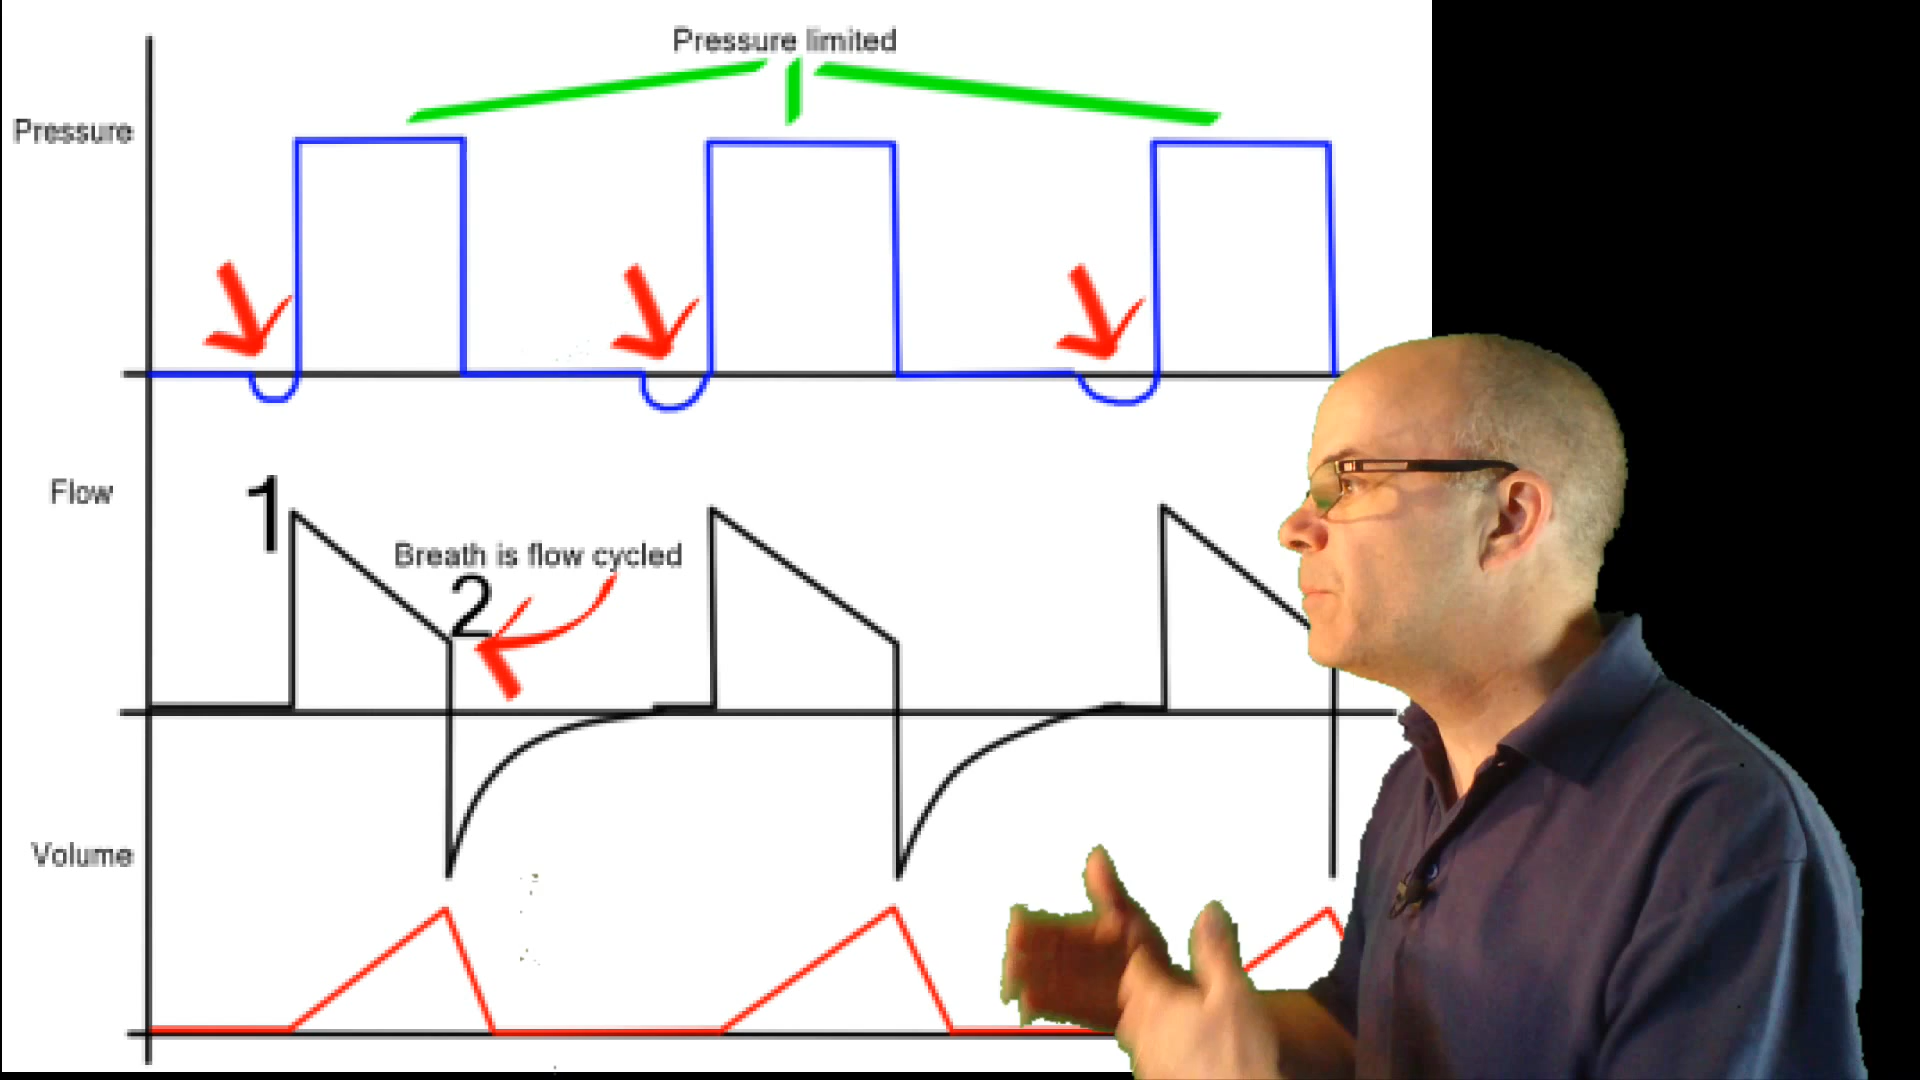 Pressure limited
Pressure
Flow
1
Breath is flow cycled
2
Volume